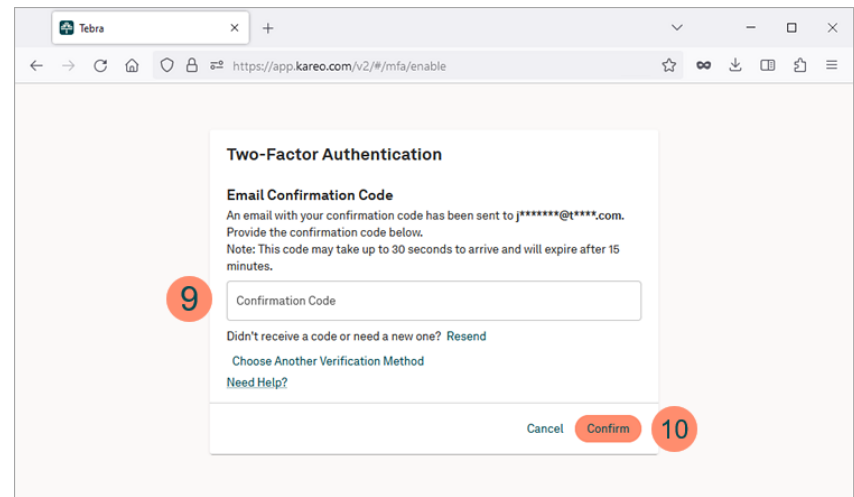 Tebra
https://app.kareo.com/v2/#/mfa/enable
Two-Factor Authentication
Email Confirmation Code
An email with your confirmation code has been sent to j*******@t****.com.
Provide the confirmation code below.
Note: This code may take up to 30 seconds to arrive and will expire after 15
minutes.
9
Confirmation Code
Didn't receive a code or need a new one? Resend
Choose Another Verification Method
Need Help?
Cancel Confirm 10